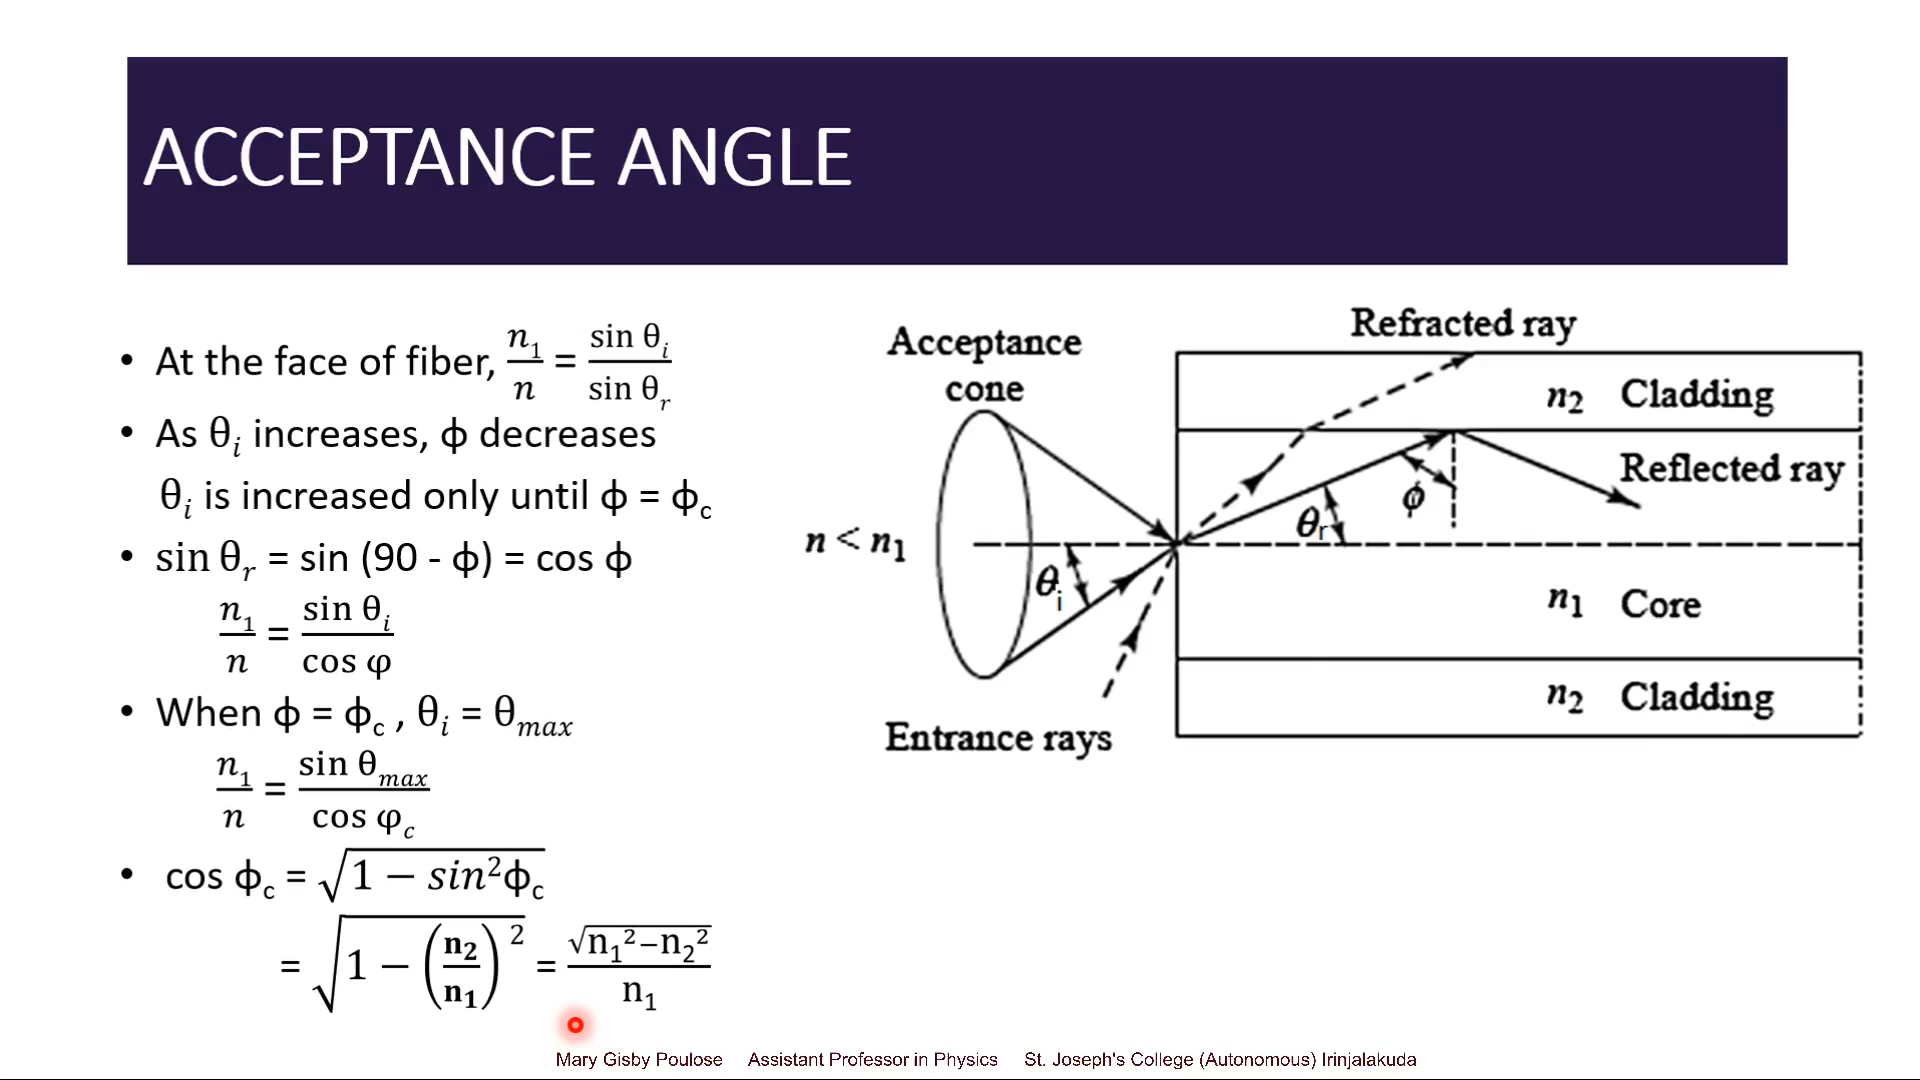 ACCEPTANCE ANGLE
• At the face of fiber, n₁/n = sin θᵢ/sin θᵣ
• As θᵢ increases, ϕ decreases
θᵢ is increased only until ϕ = ϕc
• sin θᵣ = sin (90 - ϕ) = cos ϕ
n₁/n = sin θᵢ/cos φ
• When ϕ = ϕc , θᵢ = θmax
n₁/n = sin θmax/cos φc
• cos ϕc = √(1 − sin²ϕc)
= √(1 − (n₂/n₁)²) = √(n₁²–n₂²)/n₁
Refracted ray
Acceptance
cone
n₂ Cladding
Reflected ray
ϕ
θr
n < n₁
θi
n₁ Core
n₂ Cladding
Entrance rays
Mary Gisby Poulose Assistant Professor in Physics St. Joseph's College (Autonomous) Irinjalakuda